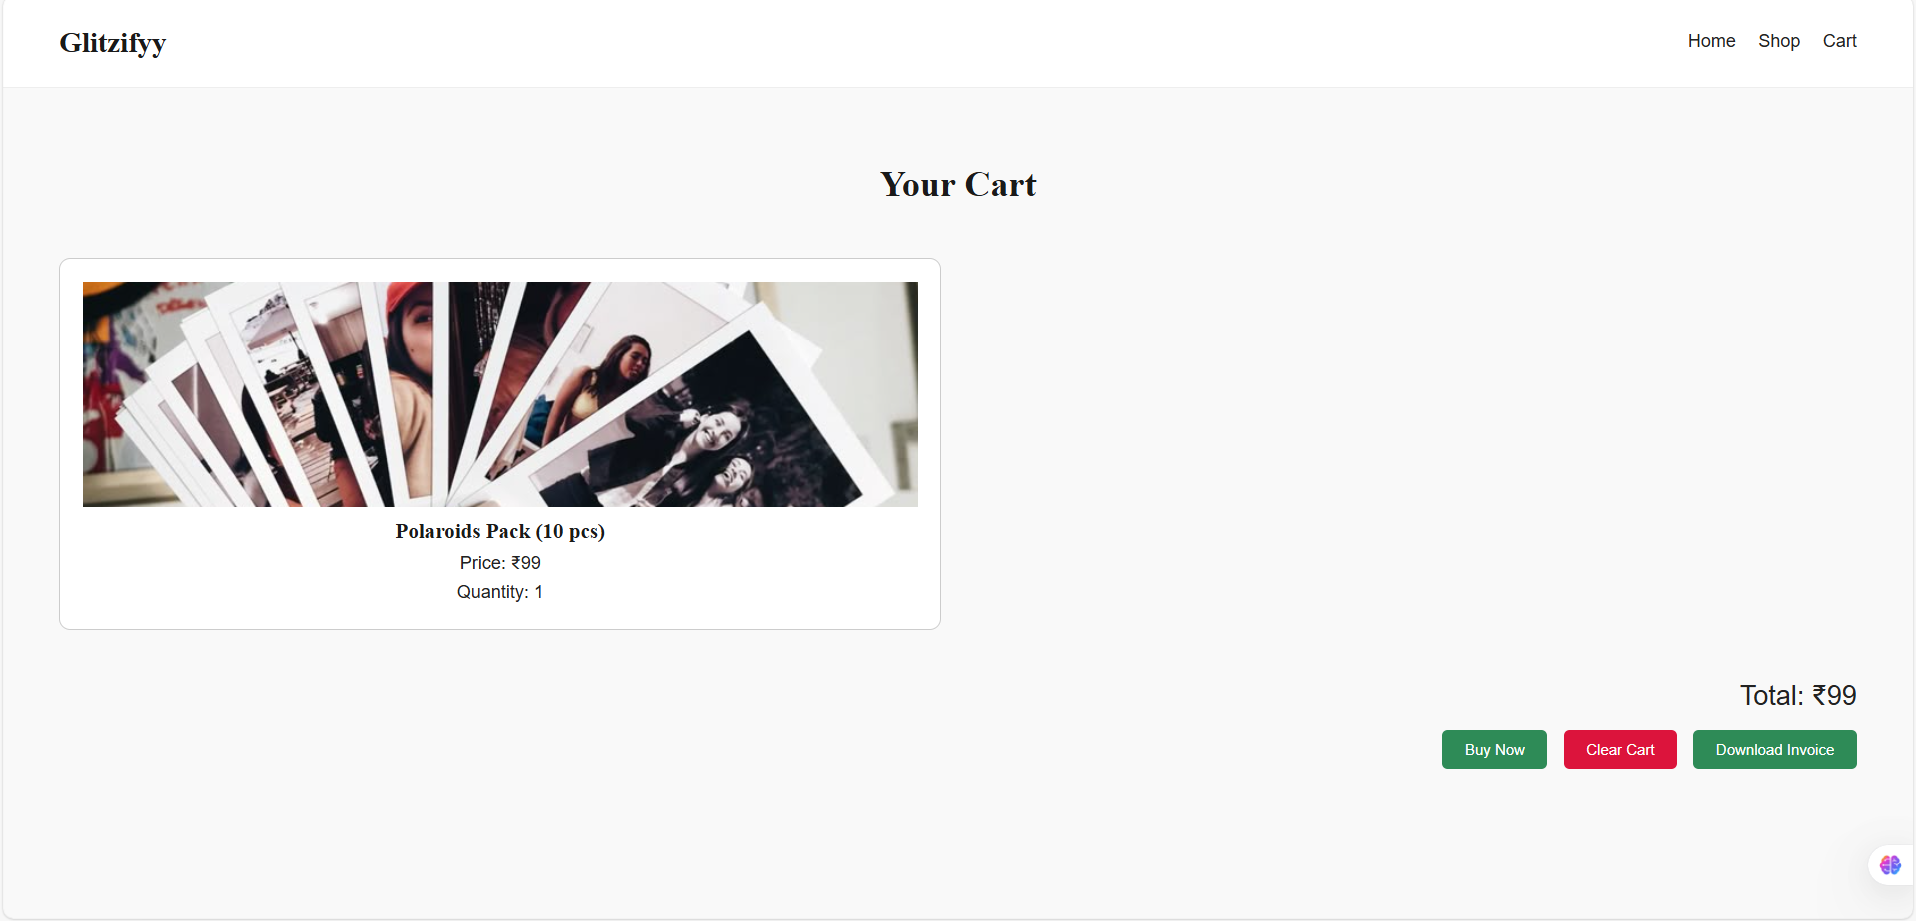 Glitzifyy
Home Shop Cart
Your Cart
Polaroids Pack (10 pcs)
Price: ₹99
Quantity: 1
Total: ₹99
Buy Now Clear Cart Download Invoice